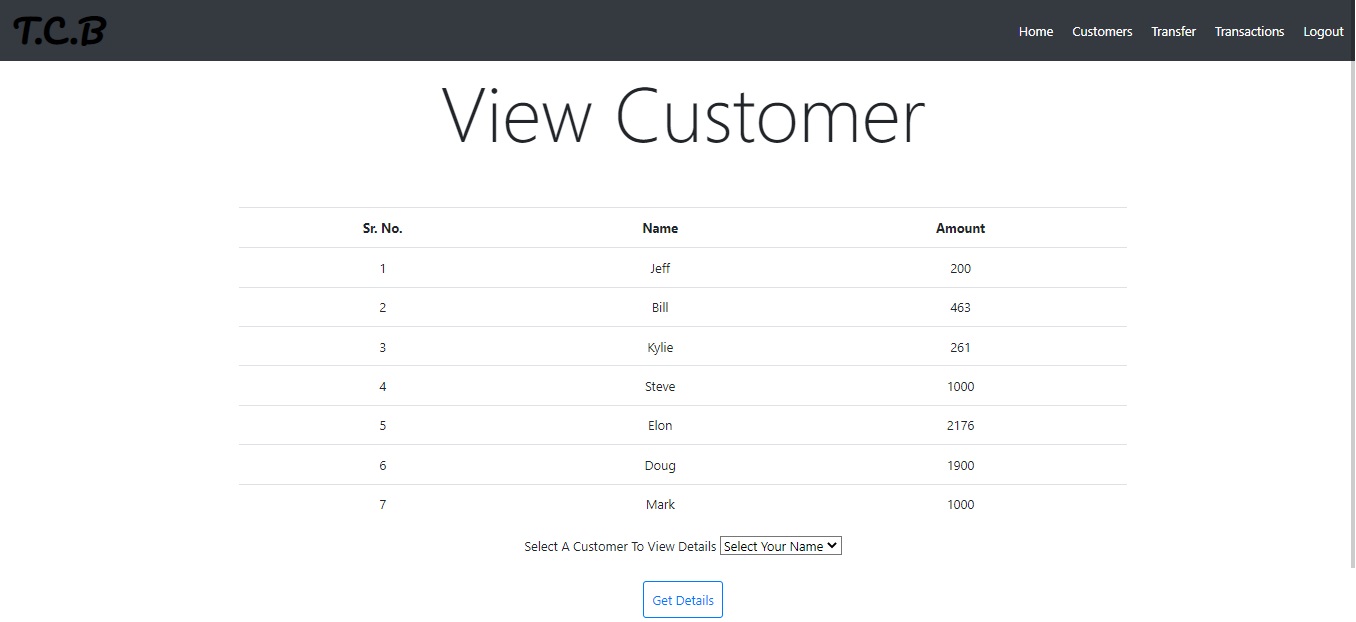 T.C.B Home Customers Transfer Transactions Logout
View Customer
Sr. No. Name Amount
1 Jeff 200
2 Bill 463
3 Kylie 261
4 Steve 1000
5 Elon 2176
6 Doug 1900
7 Mark 1000
Select A Customer To View Details Select Your Name
Get Details